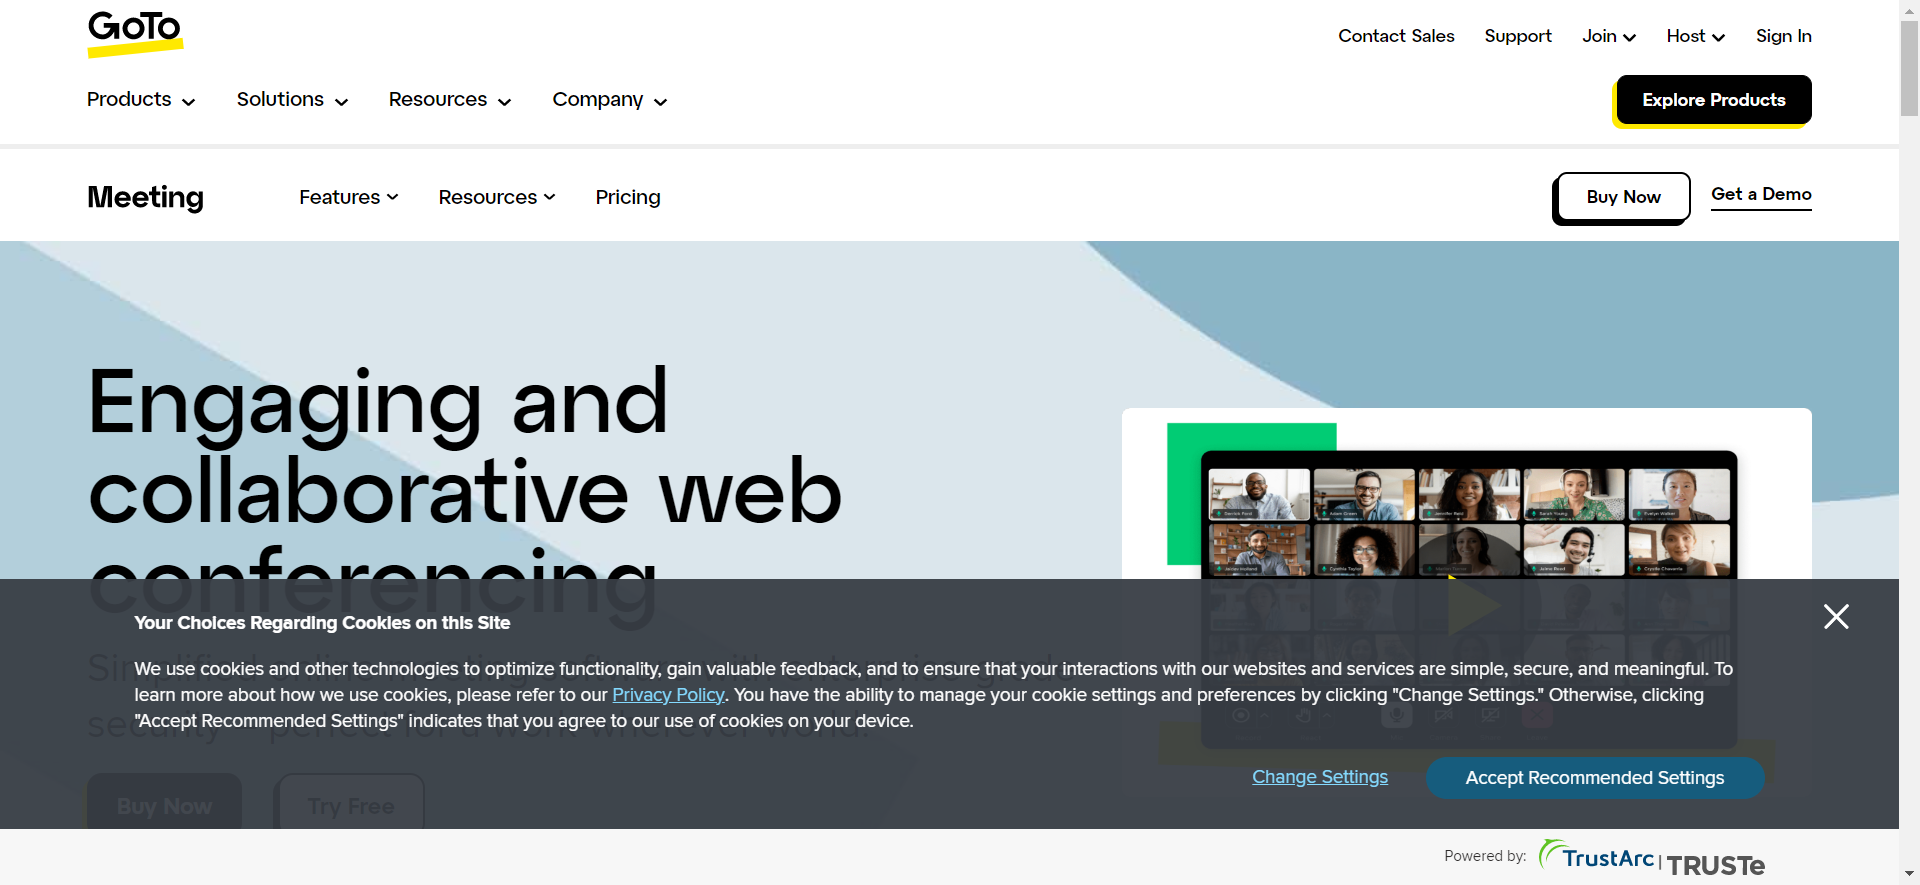 GoTo
Contact Sales
Support
Join
Host
Sign In
Products
Solutions
Resources
Company
Explore Products
Meeting
Features
Resources
Pricing
Buy Now
Get a Demo
Engaging and
collaborative web
conferencing
Your Choices Regarding Cookies on this Site
We use cookies and other technologies to optimize functionality, gain valuable feedback, and to ensure that your interactions with our websites and services are simple, secure, and meaningful. To
learn more about how we use cookies, please refer to our Privacy Policy. You have the ability to manage your cookie settings and preferences by clicking "Change Settings." Otherwise, clicking
"Accept Recommended Settings" indicates that you agree to our use of cookies on your device.
Change Settings
Accept Recommended Settings
Buy Now
Try Free
Powered by:
TrustArc | TRUSTe